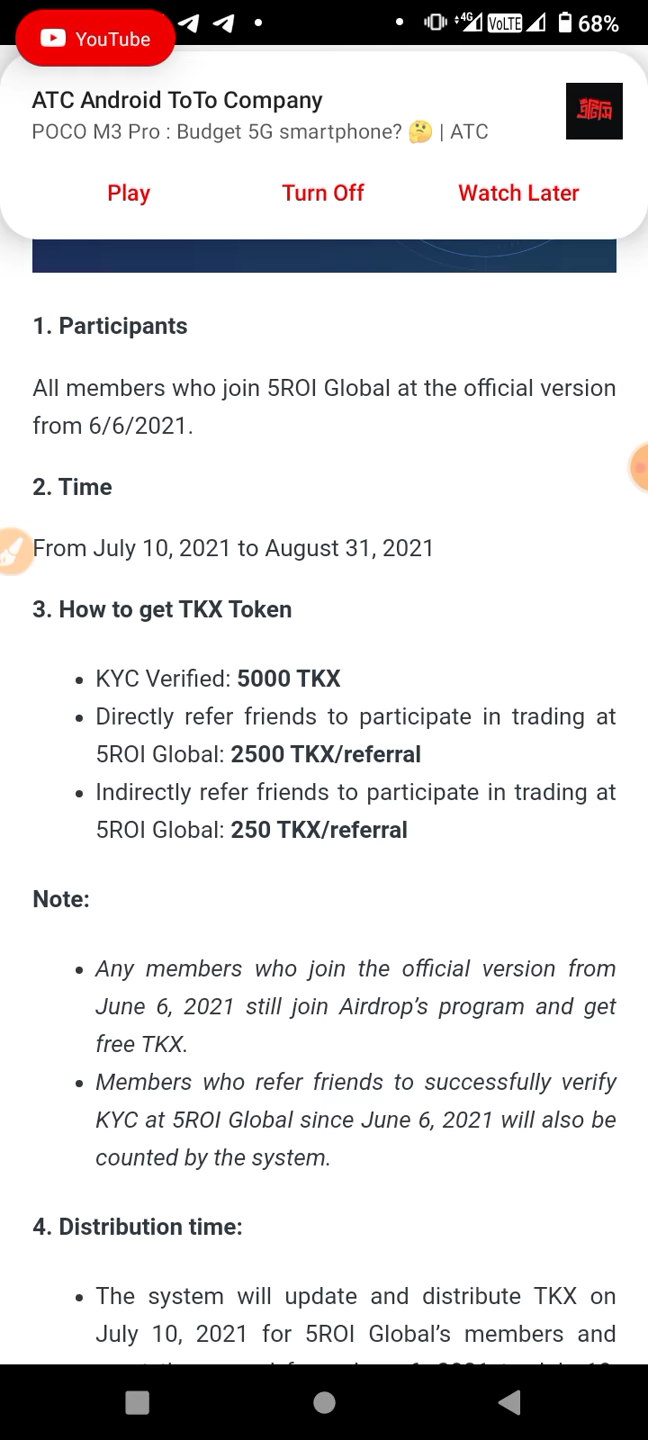 YouTube
4G
VoLTE
68%
ATC Android ToTo Company
POCO M3 Pro : Budget 5G smartphone? 🤔 | ATC
Play
Turn Off
Watch Later
1. Participants
All members who join 5ROI Global at the official version
from 6/6/2021.
2. Time
From July 10, 2021 to August 31, 2021
3. How to get TKX Token
• KYC Verified: 5000 TKX
• Directly refer friends to participate in trading at
5ROI Global: 2500 TKX/referral
• Indirectly refer friends to participate in trading at
5ROI Global: 250 TKX/referral
Note:
• Any members who join the official version from
June 6, 2021 still join Airdrop’s program and get
free TKX.
• Members who refer friends to successfully verify
KYC at 5ROI Global since June 6, 2021 will also be
counted by the system.
4. Distribution time:
• The system will update and distribute TKX on
July 10, 2021 for 5ROI Global’s members and